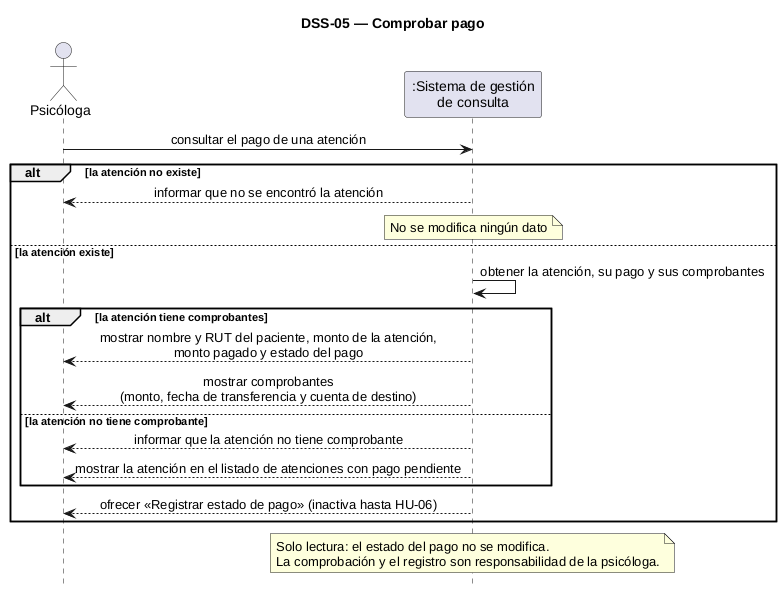 DSS-05 — Comprobar pago
Psicóloga
:Sistema de gestión
de consulta
consultar el pago de una atención
alt
[la atención no existe]
informar que no se encontró la atención
No se modifica ningún dato
[la atención existe]
obtener la atención, su pago y sus comprobantes
alt
[la atención tiene comprobantes]
mostrar nombre y RUT del paciente, monto de la atención,
monto pagado y estado del pago
mostrar comprobantes
(monto, fecha de transferencia y cuenta de destino)
[la atención no tiene comprobante]
informar que la atención no tiene comprobante
mostrar la atención en el listado de atenciones con pago pendiente
ofrecer «Registrar estado de pago» (inactiva hasta HU-06)
Solo lectura: el estado del pago no se modifica.
La comprobación y el registro son responsabilidad de la psicóloga.